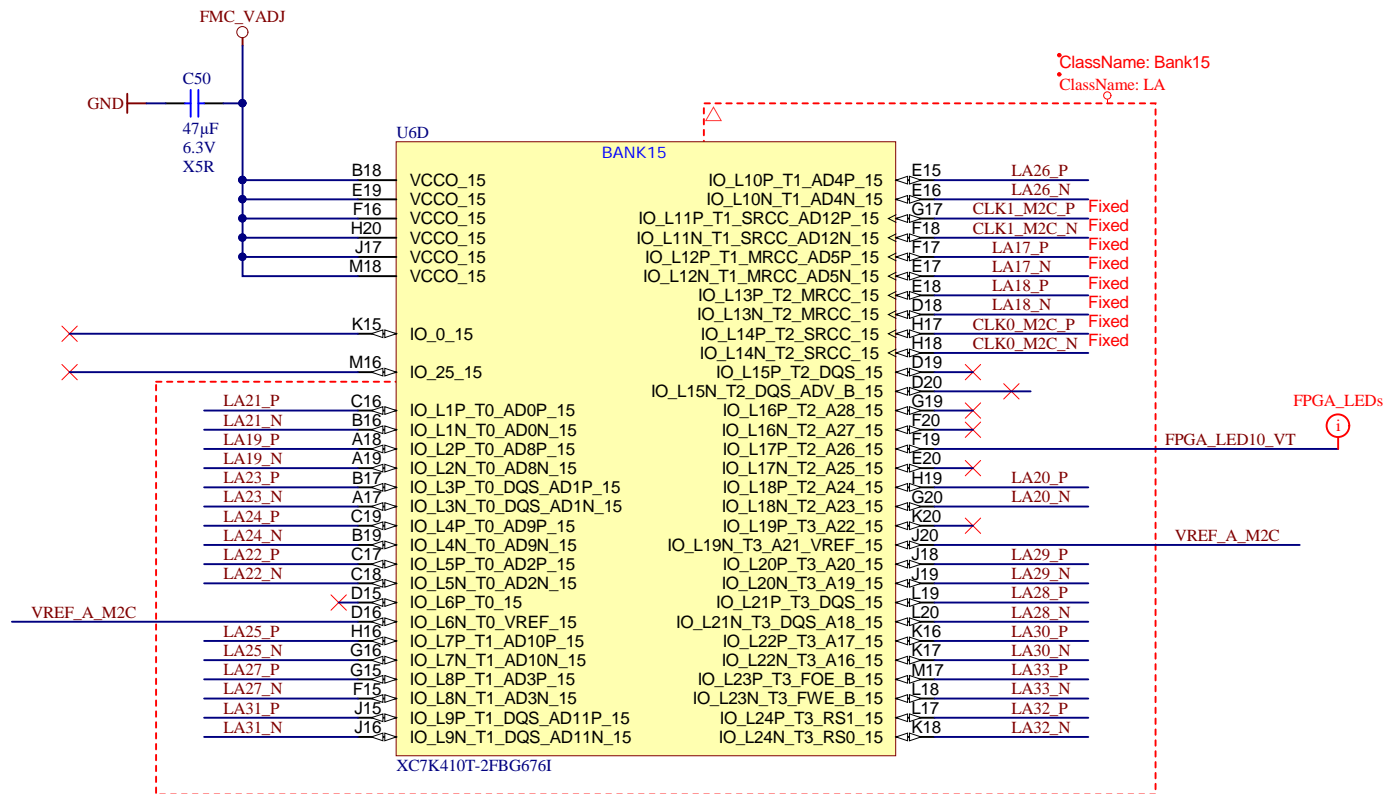 FMC_VADJ
GND
C50
47µF
6.3V
X5R
ClassName: Bank15
ClassName: LA
U6D
BANK15
B18 VCCO_15
E19 VCCO_15
F16 VCCO_15
H20 VCCO_15
J17 VCCO_15
M18 VCCO_15
K15 IO_0_15
M16 IO_25_15
LA21_P C16 IO_L1P_T0_AD0P_15
LA21_N B16 IO_L1N_T0_AD0N_15
LA19_P A18 IO_L2P_T0_AD8P_15
LA19_N A19 IO_L2N_T0_AD8N_15
LA23_P B17 IO_L3P_T0_DQS_AD1P_15
LA23_N A17 IO_L3N_T0_DQS_AD1N_15
LA24_P C19 IO_L4P_T0_AD9P_15
LA24_N B19 IO_L4N_T0_AD9N_15
LA22_P C17 IO_L5P_T0_AD2P_15
LA22_N C18 IO_L5N_T0_AD2N_15
D15 IO_L6P_T0_15
VREF_A_M2C D16 IO_L6N_T0_VREF_15
LA25_P H16 IO_L7P_T1_AD10P_15
LA25_N G16 IO_L7N_T1_AD10N_15
LA27_P G15 IO_L8P_T1_AD3P_15
LA27_N F15 IO_L8N_T1_AD3N_15
LA31_P J15 IO_L9P_T1_DQS_AD11P_15
LA31_N J16 IO_L9N_T1_DQS_AD11N_15
IO_L10P_T1_AD4P_15 E15 LA26_P
IO_L10N_T1_AD4N_15 E16 LA26_N
IO_L11P_T1_SRCC_AD12P_15 G17 CLK1_M2C_P Fixed
IO_L11N_T1_SRCC_AD12N_15 F18 CLK1_M2C_N Fixed
IO_L12P_T1_MRCC_AD5P_15 F17 LA17_P Fixed
IO_L12N_T1_MRCC_AD5N_15 E17 LA17_N Fixed
IO_L13P_T2_MRCC_15 E18 LA18_P Fixed
IO_L13N_T2_MRCC_15 D18 LA18_N Fixed
IO_L14P_T2_SRCC_15 H17 CLK0_M2C_P Fixed
IO_L14N_T2_SRCC_15 H18 CLK0_M2C_N Fixed
IO_L15P_T2_DQS_15 D19
IO_L15N_T2_DQS_ADV_B_15 D20
IO_L16P_T2_A28_15 G19
IO_L16N_T2_A27_15 F20
IO_L17P_T2_A26_15 F19 FPGA_LED10_VT
FPGA_LEDs
i
IO_L17N_T2_A25_15 E20
IO_L18P_T2_A24_15 H19 LA20_P
IO_L18N_T2_A23_15 G20 LA20_N
IO_L19P_T3_A22_15 K20
IO_L19N_T3_A21_VREF_15 J20 VREF_A_M2C
IO_L20P_T3_A20_15 J18 LA29_P
IO_L20N_T3_A19_15 J19 LA29_N
IO_L21P_T3_DQS_15 L19 LA28_P
IO_L21N_T3_DQS_A18_15 L20 LA28_N
IO_L22P_T3_A17_15 K16 LA30_P
IO_L22N_T3_A16_15 K17 LA30_N
IO_L23P_T3_FOE_B_15 M17 LA33_P
IO_L23N_T3_FWE_B_15 L18 LA33_N
IO_L24P_T3_RS1_15 L17 LA32_P
IO_L24N_T3_RS0_15 K18 LA32_N
XC7K410T-2FBG676I